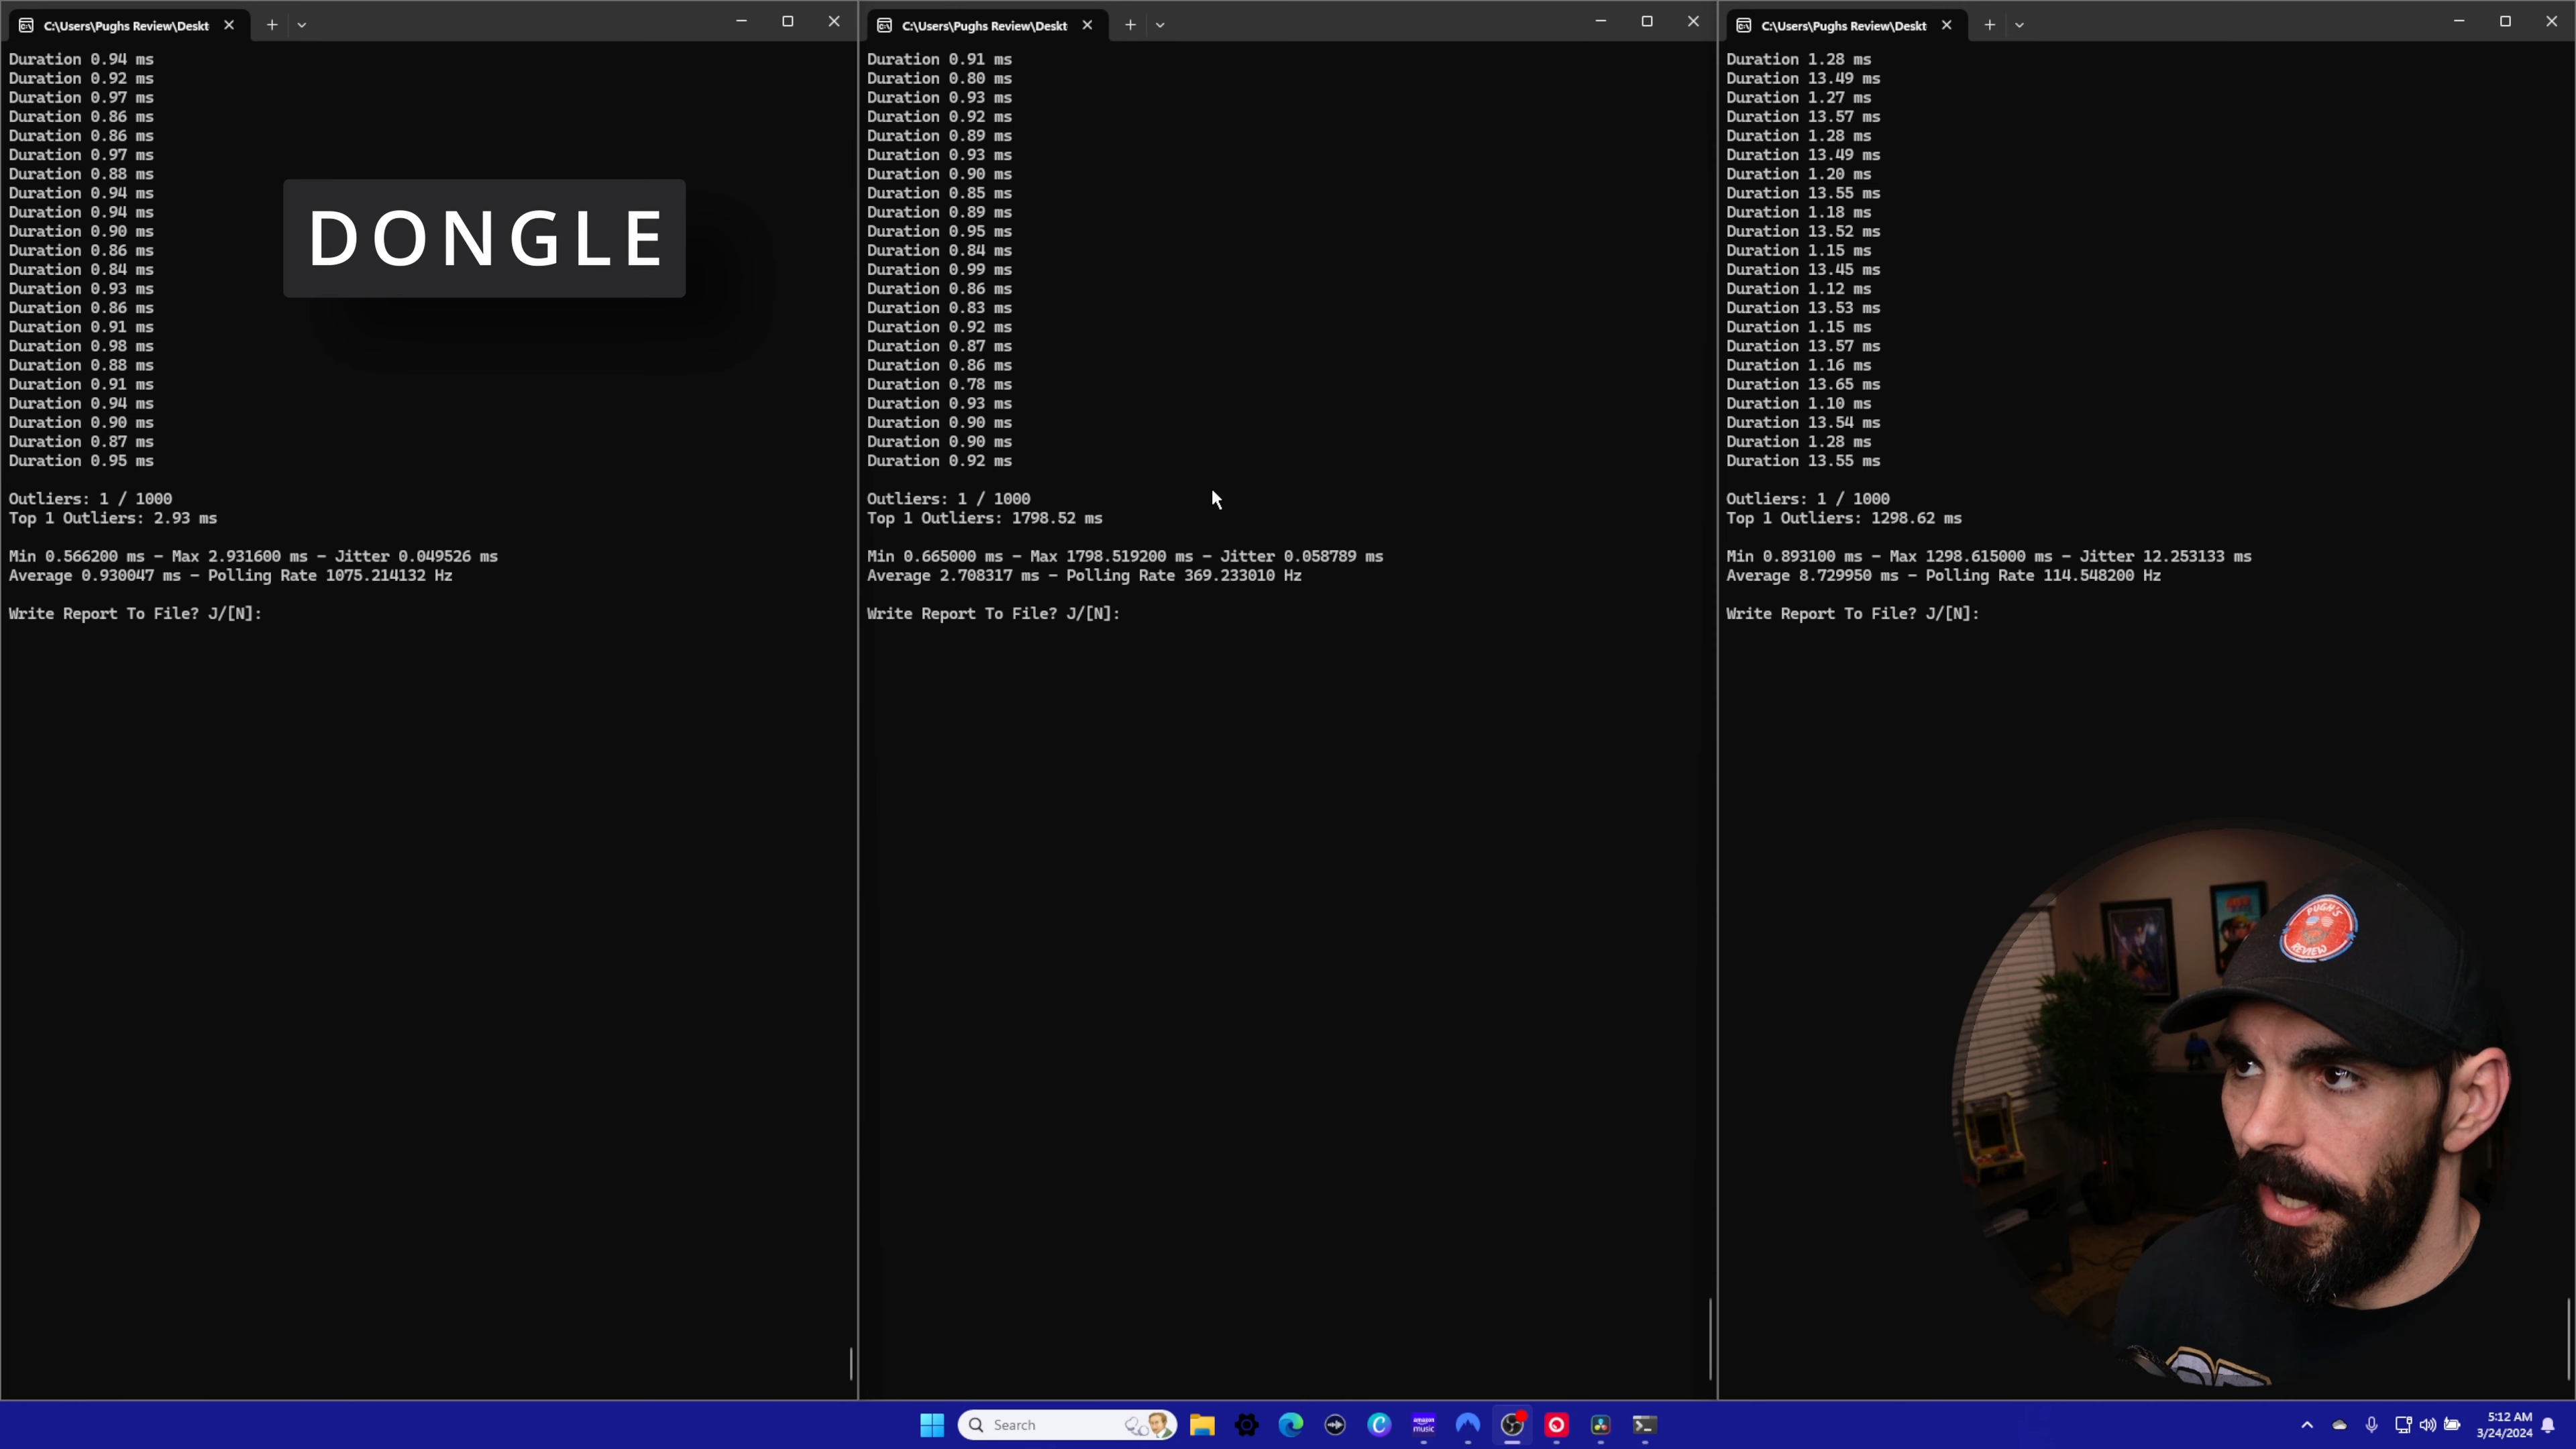 C:\Users\Pughs Review\Deskt
Duration 0.94 ms
Duration 0.92 ms
Duration 0.97 ms
Duration 0.86 ms
Duration 0.86 ms
Duration 0.97 ms
Duration 0.88 ms
Duration 0.94 ms
Duration 0.94 ms
Duration 0.90 ms
Duration 0.86 ms
Duration 0.84 ms
Duration 0.93 ms
Duration 0.86 ms
Duration 0.91 ms
Duration 0.98 ms
Duration 0.88 ms
Duration 0.91 ms
Duration 0.94 ms
Duration 0.90 ms
Duration 0.87 ms
Duration 0.95 ms
DONGLE
Outliers: 1 / 1000
Top 1 Outliers: 2.93 ms
Min 0.566200 ms - Max 2.931600 ms - Jitter 0.049526 ms
Average 0.930047 ms - Polling Rate 1075.214132 Hz
Write Report To File? J/[N]:
C:\Users\Pughs Review\Deskt
Duration 0.91 ms
Duration 0.80 ms
Duration 0.93 ms
Duration 0.92 ms
Duration 0.89 ms
Duration 0.93 ms
Duration 0.90 ms
Duration 0.85 ms
Duration 0.89 ms
Duration 0.95 ms
Duration 0.84 ms
Duration 0.99 ms
Duration 0.86 ms
Duration 0.83 ms
Duration 0.92 ms
Duration 0.87 ms
Duration 0.86 ms
Duration 0.78 ms
Duration 0.93 ms
Duration 0.90 ms
Duration 0.90 ms
Duration 0.92 ms
Outliers: 1 / 1000
Top 1 Outliers: 1798.52 ms
Min 0.665000 ms - Max 1798.519200 ms - Jitter 0.058789 ms
Average 2.708317 ms - Polling Rate 369.233010 Hz
Write Report To File? J/[N]:
C:\Users\Pughs Review\Deskt
Duration 1.28 ms
Duration 13.49 ms
Duration 1.27 ms
Duration 13.57 ms
Duration 1.28 ms
Duration 13.49 ms
Duration 1.20 ms
Duration 13.55 ms
Duration 1.18 ms
Duration 13.52 ms
Duration 1.15 ms
Duration 13.45 ms
Duration 1.12 ms
Duration 13.53 ms
Duration 1.15 ms
Duration 13.57 ms
Duration 1.16 ms
Duration 13.65 ms
Duration 1.10 ms
Duration 13.54 ms
Duration 1.28 ms
Duration 13.55 ms
Outliers: 1 / 1000
Top 1 Outliers: 1298.62 ms
Min 0.893100 ms - Max 1298.615000 ms - Jitter 12.253133 ms
Average 8.729950 ms - Polling Rate 114.548200 Hz
Write Report To File? J/[N]:
PUGH'S
REVIEW
Search
amazon
music
5:12 AM
3/24/2024